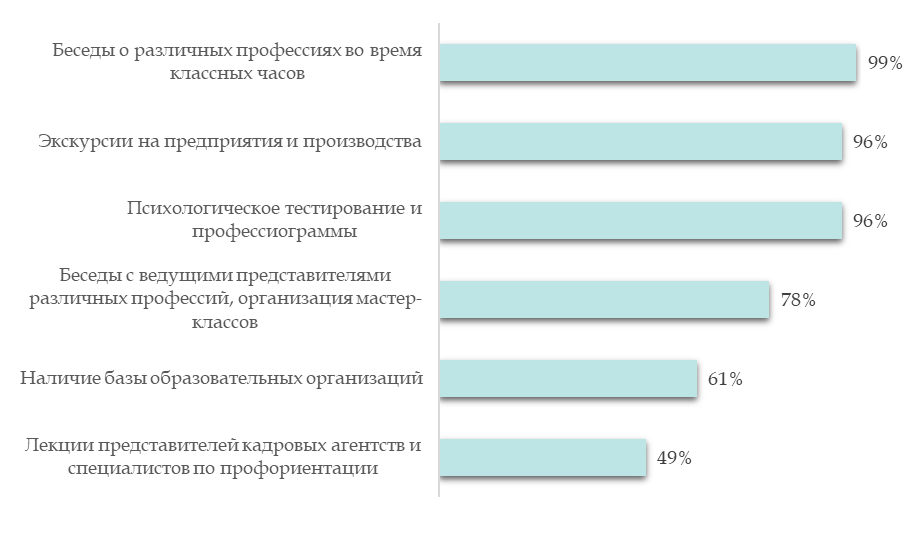 Беседы о различных профессиях во время
классных часов
99%
Экскурсии на предприятия и производства
96%
Психологическое тестирование и
профессиограммы
96%
Беседы с ведущими представителями
различных профессий, организация мастер-
классов
78%
Наличие базы образовательных организаций
61%
Лекции представителей кадровых агентств и
специалистов по профориентации
49%